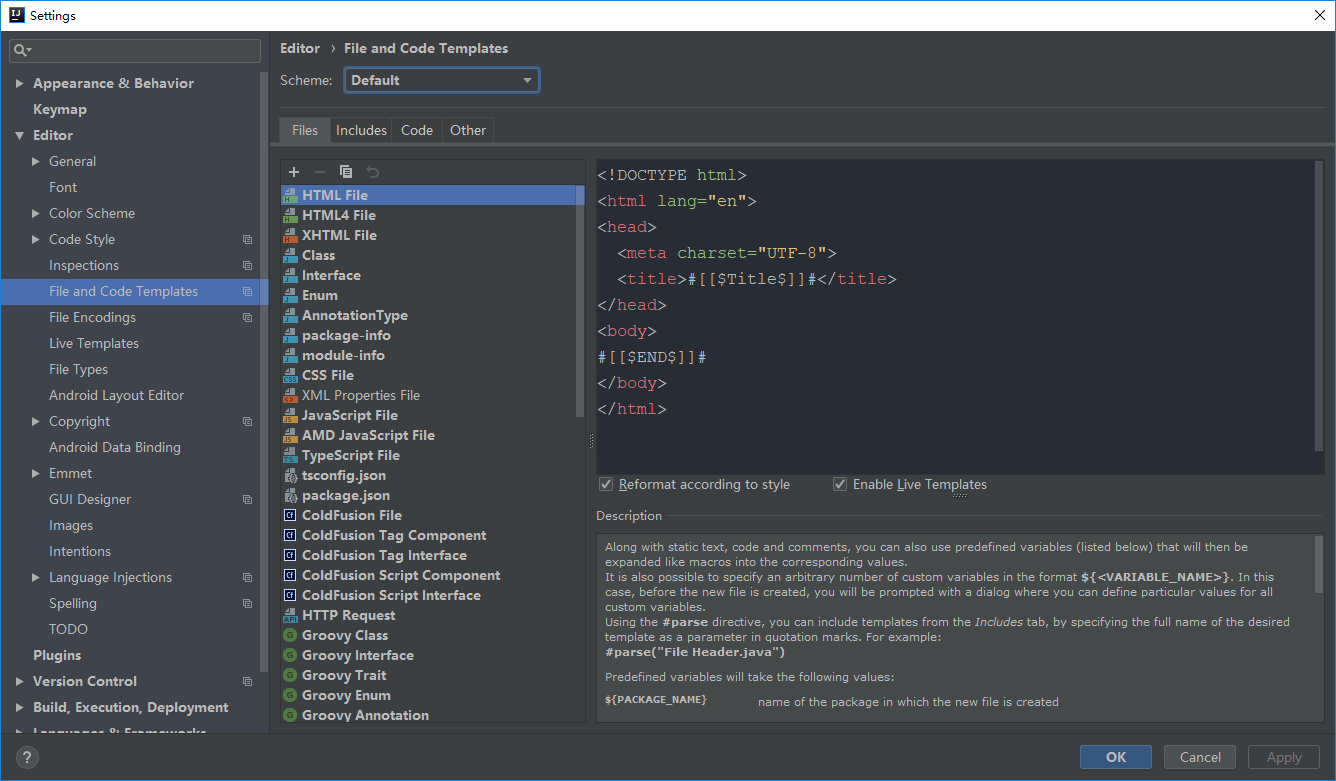 Settings
Editor › File and Code Templates
Scheme: Default
Appearance & Behavior
Keymap
Editor
General
Font
Color Scheme
Code Style
Inspections
File and Code Templates
File Encodings
Live Templates
File Types
Android Layout Editor
Copyright
Android Data Binding
Emmet
GUI Designer
Images
Intentions
Language Injections
Spelling
TODO
Plugins
Version Control
Build, Execution, Deployment
Languages & Frameworks
Files Includes Code Other
HTML File
HTML4 File
XHTML File
Class
Interface
Enum
AnnotationType
package-info
module-info
CSS File
XML Properties File
JavaScript File
AMD JavaScript File
TypeScript File
tsconfig.json
package.json
ColdFusion File
ColdFusion Tag Component
ColdFusion Tag Interface
ColdFusion Script Component
ColdFusion Script Interface
HTTP Request
Groovy Class
Groovy Interface
Groovy Trait
Groovy Enum
Groovy Annotation
<!DOCTYPE html>
<html lang="en">
<head>
  <meta charset="UTF-8">
  <title>#[[$Title$]]#</title>
</head>
<body>
#[[$END$]]#
</body>
</html>
Reformat according to style Enable Live Templates
Description
Along with static text, code and comments, you can also use predefined variables (listed below) that will then be
expanded like macros into the corresponding values.
It is also possible to specify an arbitrary number of custom variables in the format ${<VARIABLE_NAME>}. In this
case, before the new file is created, you will be prompted with a dialog where you can define particular values for all
custom variables.
Using the #parse directive, you can include templates from the Includes tab, by specifying the full name of the desired
template as a parameter in quotation marks. For example:
#parse("File Header.java")
Predefined variables will take the following values:
${PACKAGE_NAME} name of the package in which the new file is created
? OK Cancel Apply